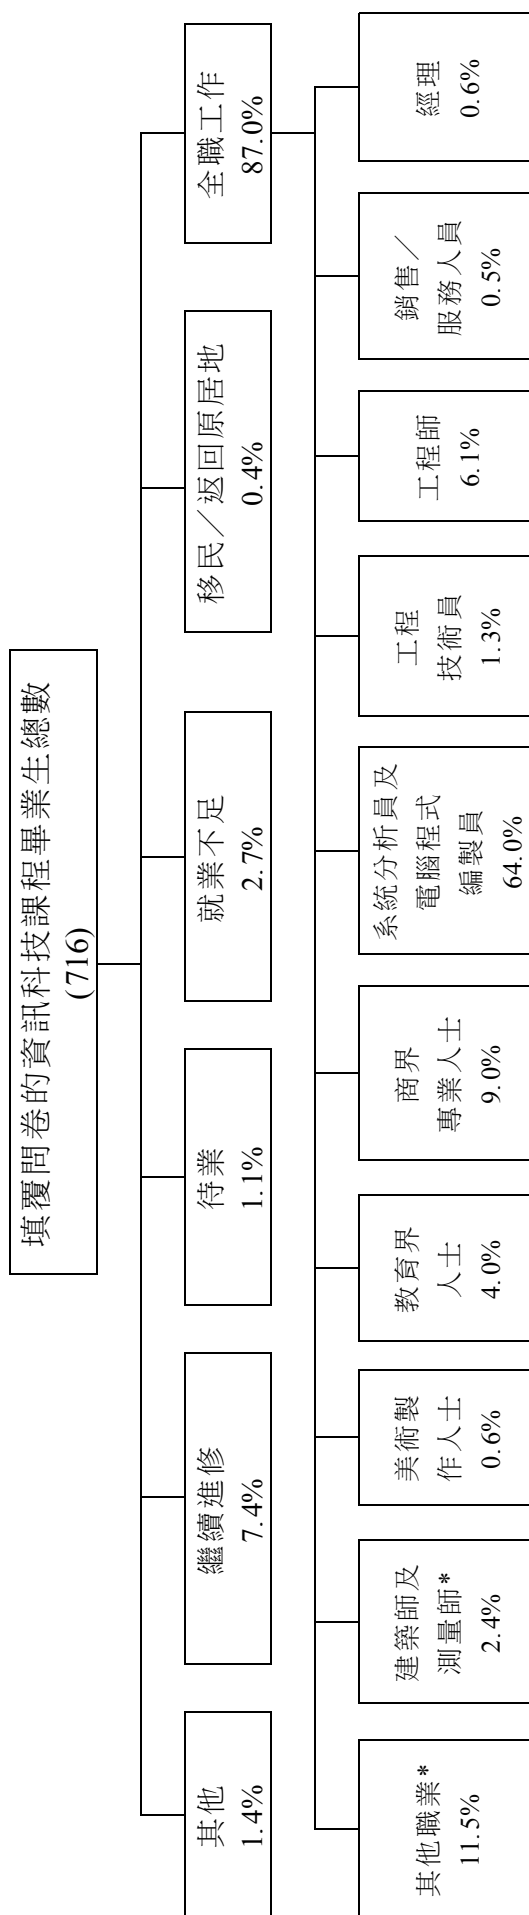 填覆問卷的資訊科技課程畢業生總數
(716)
其他
1.4%
繼續進修
7.4%
待業
1.1%
就業不足
2.7%
移民／返回原居地
0.4%
全職工作
87.0%
其他職業*
11.5%
建築師及
測量師*
2.4%
美術製
作人士
0.6%
教育界
人士
4.0%
商界
專業人士
9.0%
系統分析員及
電腦程式
編製員
64.0%
工程
技術員
1.3%
工程師
6.1%
銷售／
服務人員
0.5%
經理
0.6%